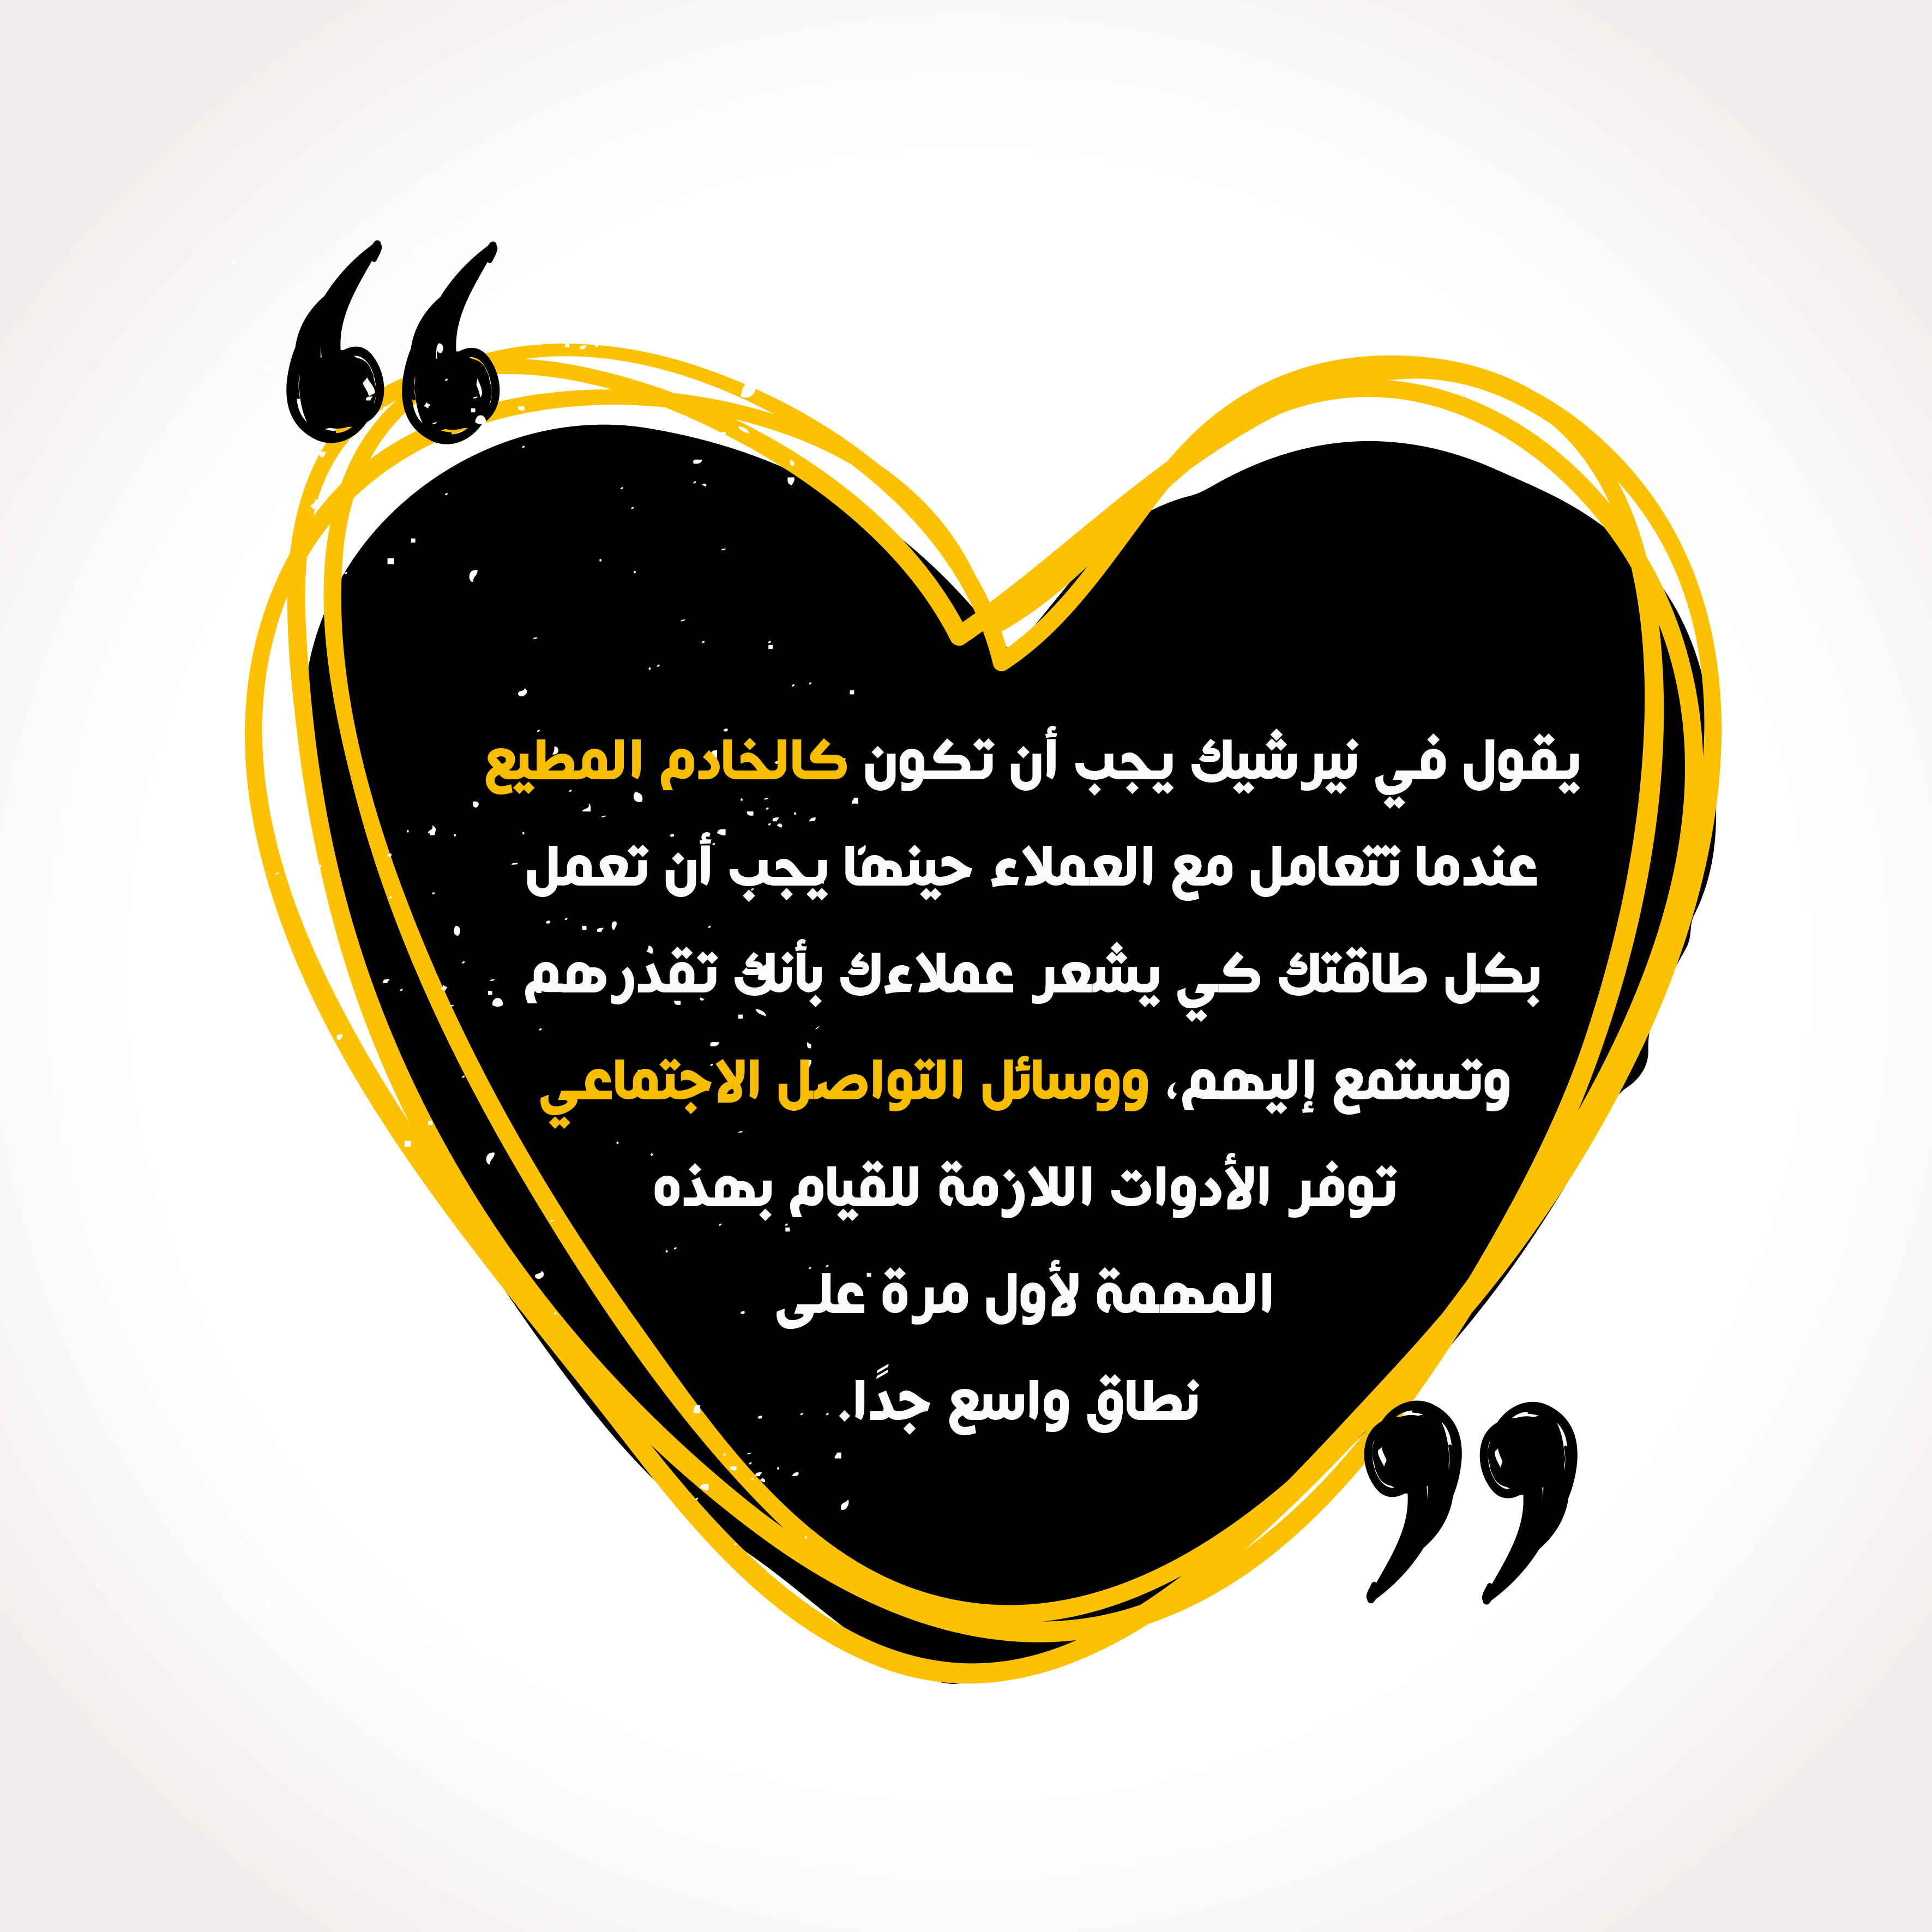 يقول في نيرشيك يجب أن تكون كالخادم المطيع
عندما تتعامل مع العملاء حينها يجب أن تعمل
بكل طاقتك كي يشعر عملاءك بأنك تقدرهم
وتستمع إليهم، ووسائل التواصل الاجتماعي
توفر الأدوات اللازمة للقيام بهذه
المهمة لأول مرة على
نطاق واسع جدًا.